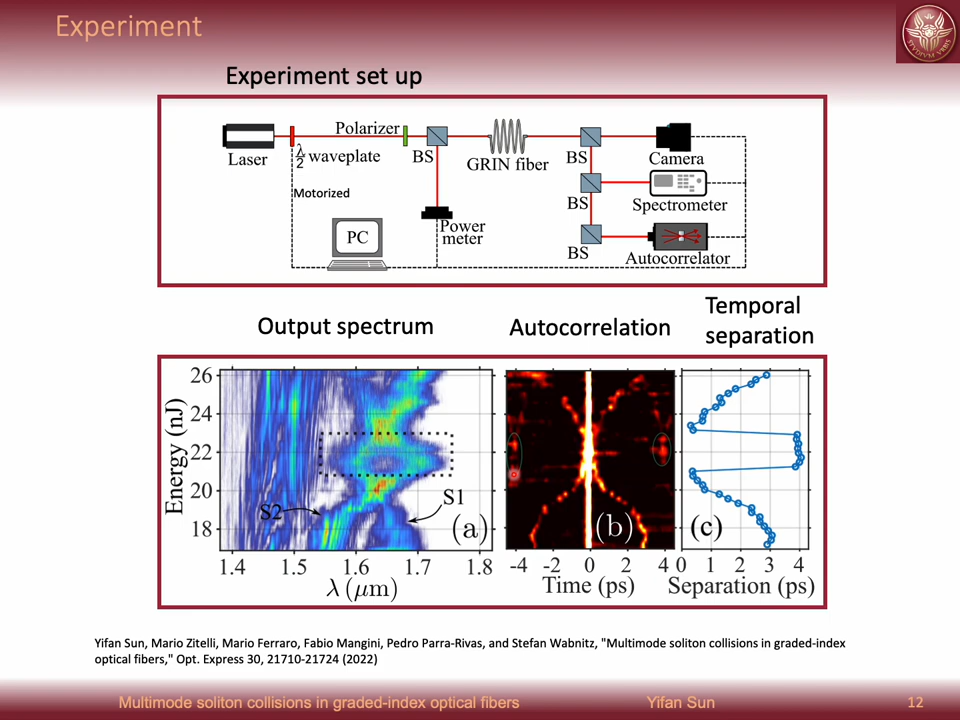 Experiment
Experiment set up
Laser
λ/2 waveplate
Motorized
Polarizer
BS
GRIN fiber
BS
Camera
BS
Spectrometer
BS
Autocorrelator
Power
meter
PC
Output spectrum
Autocorrelation
Temporal
separation
Energy (nJ)
26
24
22
20
18
S2
S1
(a)
1.4 1.5 1.6 1.7 1.8
λ (μm)
(b)
-4 -2 0 2 4
Time (ps)
(c)
0 1 2 3 4
Separation (ps)
Yifan Sun, Mario Zitelli, Mario Ferraro, Fabio Mangini, Pedro Parra-Rivas, and Stefan Wabnitz, "Multimode soliton collisions in graded-index
optical fibers," Opt. Express 30, 21710-21724 (2022)
Multimode soliton collisions in graded-index optical fibers
Yifan Sun
12